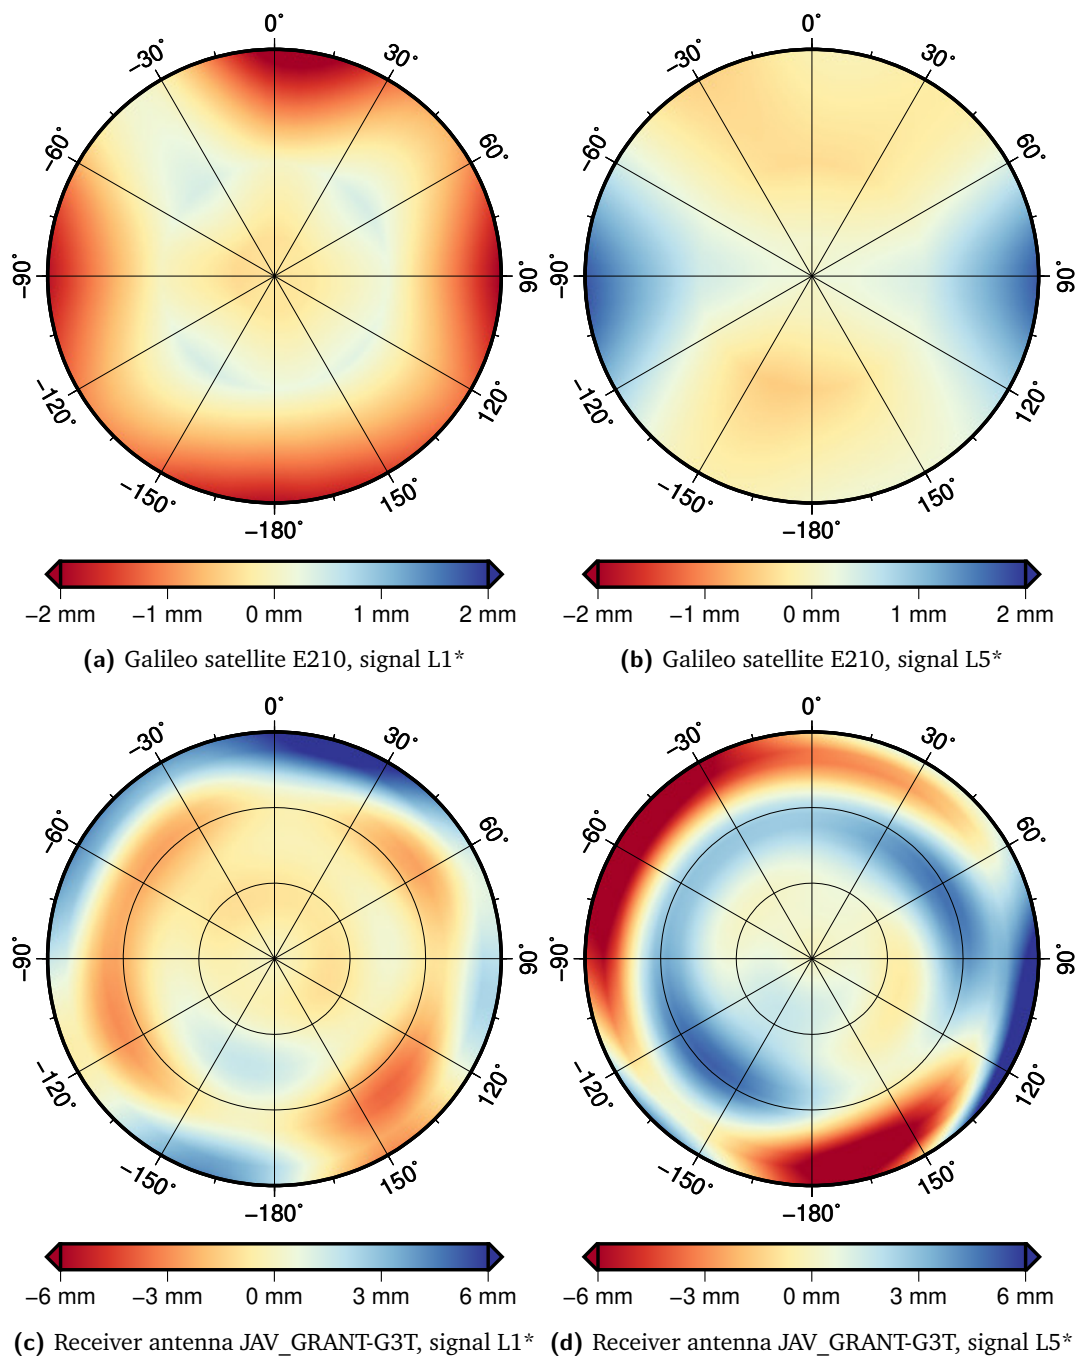 0° 0°
−30° 30° −30° 30°
−60° 60° −60° 60°
−90° 90° −90° 90°
−120° 120° −120° 120°
−150° 150° −150° 150°
−180° −180°
−2 mm −1 mm 0 mm 1 mm 2 mm −2 mm −1 mm 0 mm 1 mm 2 mm
(a) Galileo satellite E210, signal L1* (b) Galileo satellite E210, signal L5*
0° 0°
−30° 30° −30° 30°
−60° 60° −60° 60°
−90° 90° −90° 90°
−120° 120° −120° 120°
−150° 150° −150° 150°
−180° −180°
−6 mm −3 mm 0 mm 3 mm 6 mm −6 mm −3 mm 0 mm 3 mm 6 mm
(c) Receiver antenna JAV_GRANT-G3T, signal L1* (d) Receiver antenna JAV_GRANT-G3T, signal L5*